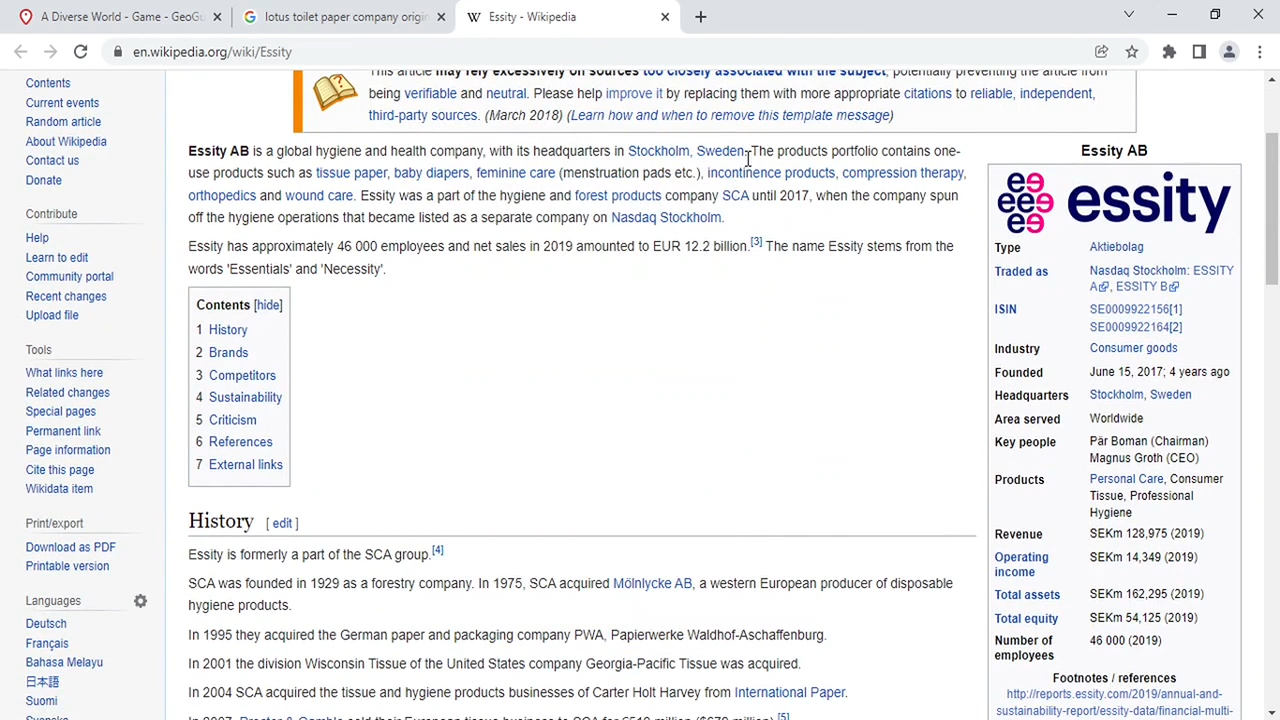 A Diverse World - Game - GeoGu
lotus toilet paper company origin
Essity - Wikipedia
en.wikipedia.org/wiki/Essity
Contents
Current events
Random article
About Wikipedia
Contact us
Donate
Contribute
Help
Learn to edit
Community portal
Recent changes
Upload file
Tools
What links here
Related changes
Special pages
Permanent link
Page information
Cite this page
Wikidata item
Print/export
Download as PDF
Printable version
Languages
Deutsch
Français
Bahasa Melayu
日本語
Suomi
Svenska
This article may rely excessively on sources too closely associated with the subject, potentially preventing the article from
being verifiable and neutral. Please help improve it by replacing them with more appropriate citations to reliable, independent,
third-party sources. (March 2018) (Learn how and when to remove this template message)
Essity AB is a global hygiene and health company, with its headquarters in Stockholm, Sweden. The products portfolio contains one-
use products such as tissue paper, baby diapers, feminine care (menstruation pads etc.), incontinence products, compression therapy,
orthopedics and wound care. Essity was a part of the hygiene and forest products company SCA until 2017, when the company spun
off the hygiene operations that became listed as a separate company on Nasdaq Stockholm.
Essity has approximately 46 000 employees and net sales in 2019 amounted to EUR 12.2 billion.[3] The name Essity stems from the
words 'Essentials' and 'Necessity'.
Contents [hide]
1 History
2 Brands
3 Competitors
4 Sustainability
5 Criticism
6 References
7 External links
History [ edit ]
Essity is formerly a part of the SCA group.[4]
SCA was founded in 1929 as a forestry company. In 1975, SCA acquired Mölnlycke AB, a western European producer of disposable
hygiene products.
In 1995 they acquired the German paper and packaging company PWA, Papierwerke Waldhof-Aschaffenburg.
In 2001 the division Wisconsin Tissue of the United States company Georgia-Pacific Tissue was acquired.
In 2004 SCA acquired the tissue and hygiene products businesses of Carter Holt Harvey from International Paper.
In 2007, Procter & Gamble sold their European tissue business to SCA for €512 million ($672 million).[5]
Essity AB
essity
Type Aktiebolag
Traded as Nasdaq Stockholm: ESSITY
A, ESSITY B
ISIN SE0009922156[1]
SE0009922164[2]
Industry Consumer goods
Founded June 15, 2017; 4 years ago
Headquarters Stockholm, Sweden
Area served Worldwide
Key people Pär Boman (Chairman)
Magnus Groth (CEO)
Products Personal Care, Consumer
Tissue, Professional
Hygiene
Revenue SEKm 128,975 (2019)
Operating SEKm 14,349 (2019)
income
Total assets SEKm 162,295 (2019)
Total equity SEKm 54,125 (2019)
Number of 46 000 (2019)
employees
Footnotes / references
http://reports.essity.com/2019/annual-and-
sustainability-report/essity-data/financial-multi-